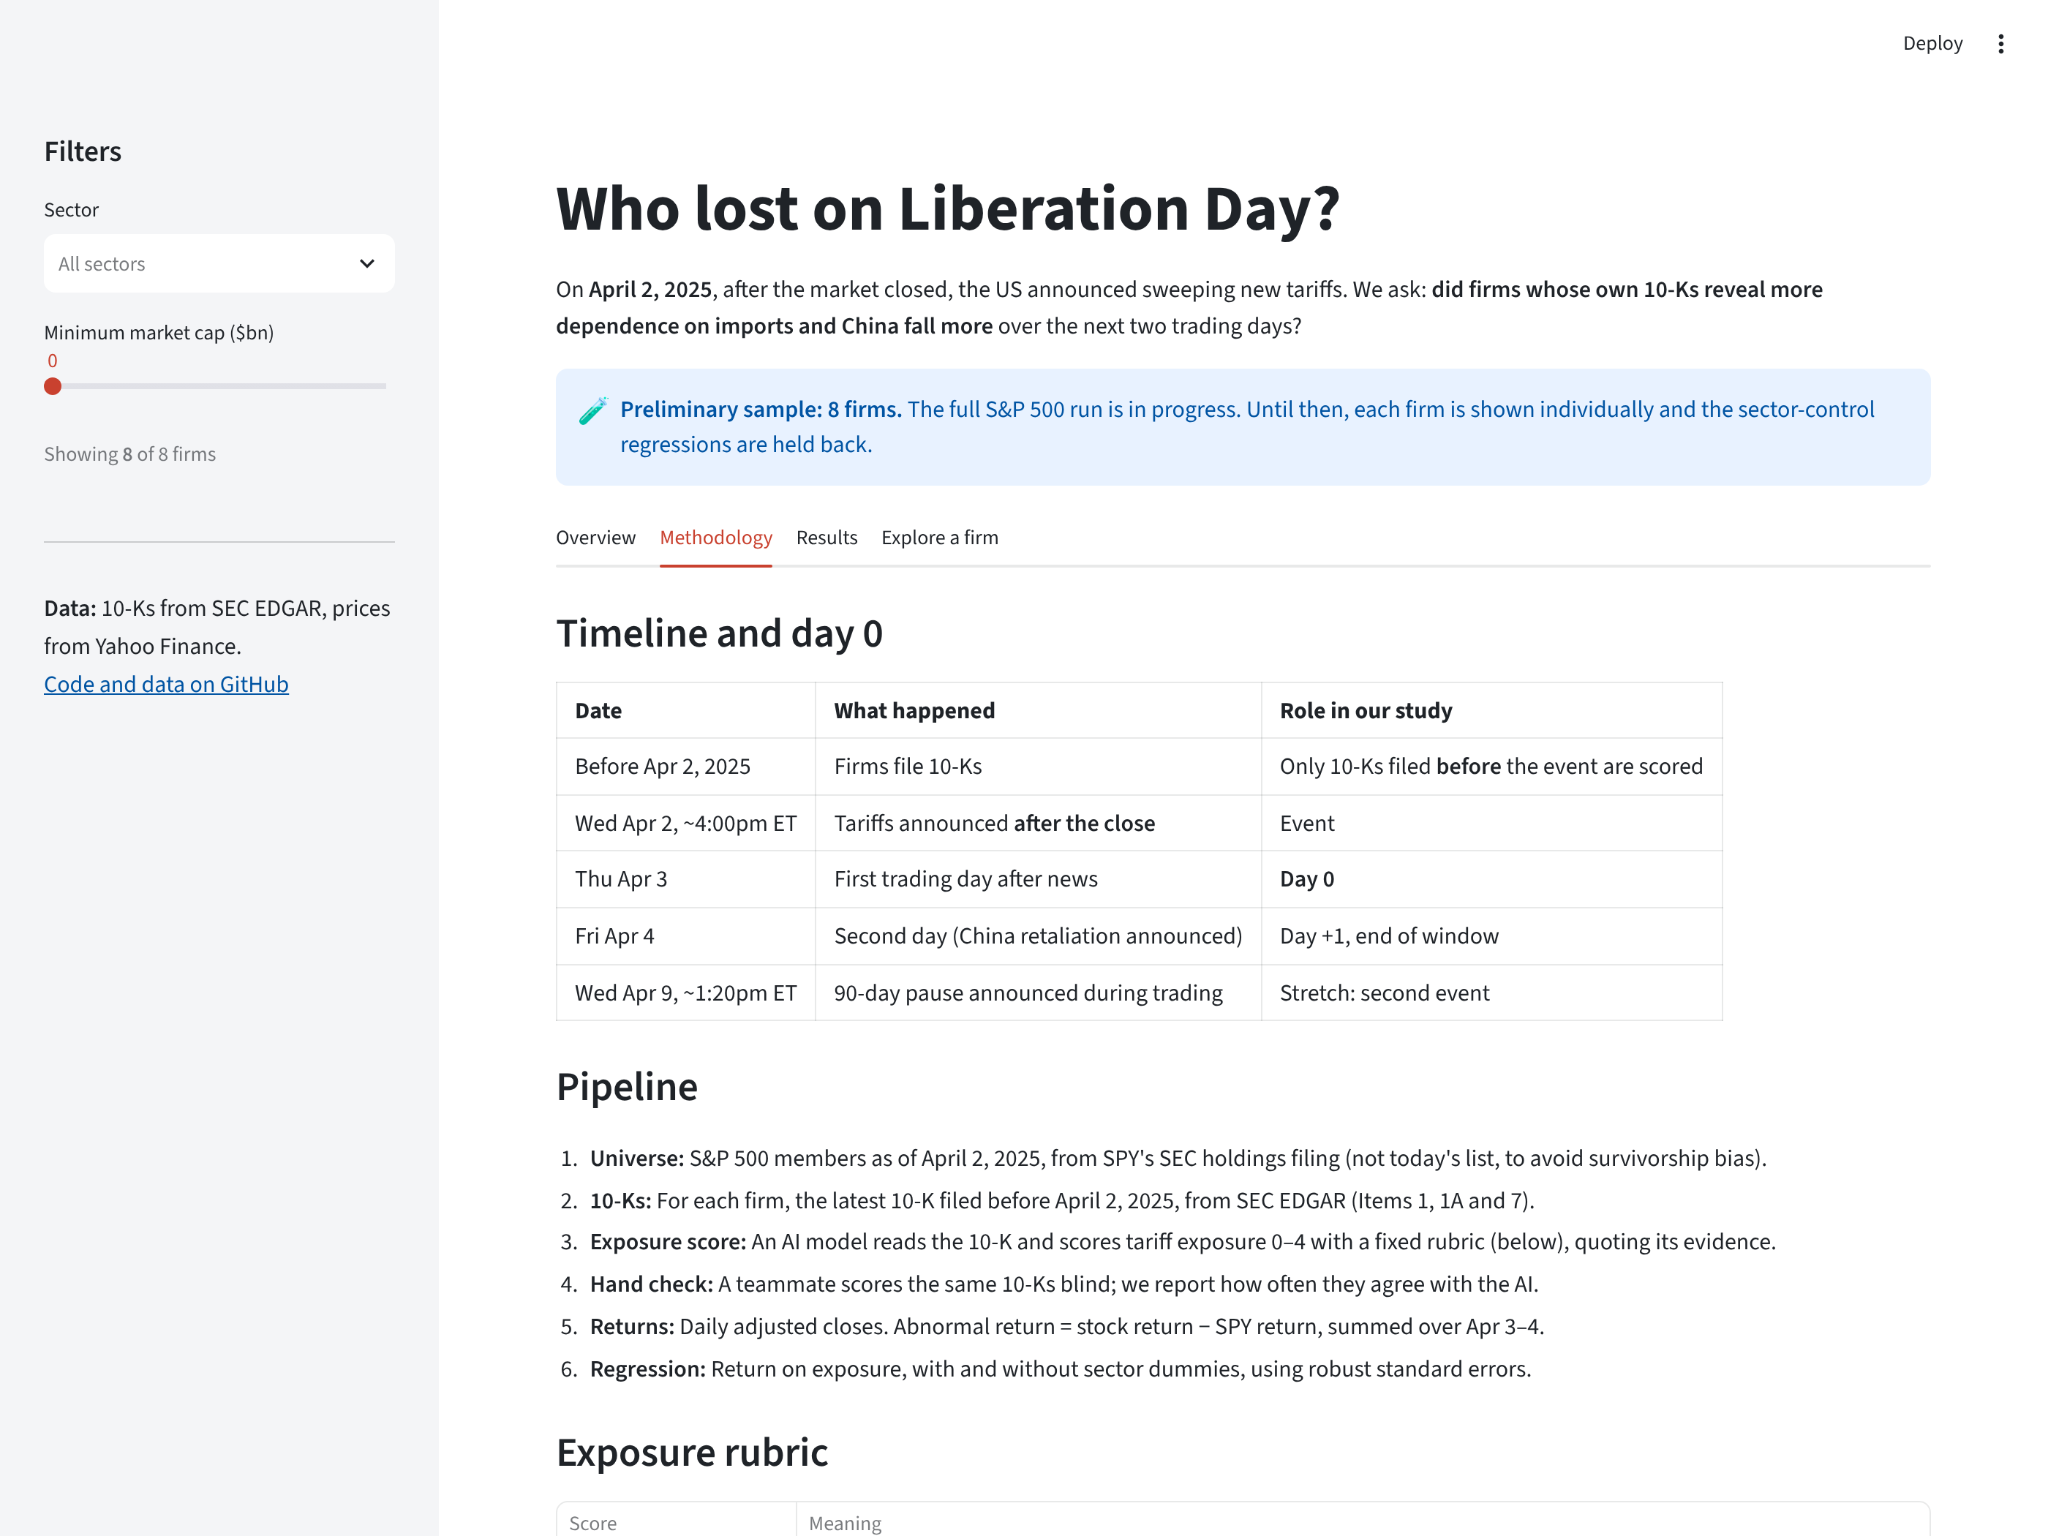 Deploy
Filters
Sector
All sectors
Minimum market cap ($bn)
0
Showing 8 of 8 firms
Data: 10-Ks from SEC EDGAR, prices
from Yahoo Finance.
Code and data on GitHub
Who lost on Liberation Day?
On April 2, 2025, after the market closed, the US announced sweeping new tariffs. We ask: did firms whose own 10-Ks reveal more
dependence on imports and China fall more over the next two trading days?
Preliminary sample: 8 firms. The full S&P 500 run is in progress. Until then, each firm is shown individually and the sector-control
regressions are held back.
Overview Methodology Results Explore a firm
Timeline and day 0
Date What happened Role in our study
Before Apr 2, 2025 Firms file 10-Ks Only 10-Ks filed before the event are scored
Wed Apr 2, ~4:00pm ET Tariffs announced after the close Event
Thu Apr 3 First trading day after news Day 0
Fri Apr 4 Second day (China retaliation announced) Day +1, end of window
Wed Apr 9, ~1:20pm ET 90-day pause announced during trading Stretch: second event
Pipeline
1. Universe: S&P 500 members as of April 2, 2025, from SPY's SEC holdings filing (not today's list, to avoid survivorship bias).
2. 10-Ks: For each firm, the latest 10-K filed before April 2, 2025, from SEC EDGAR (Items 1, 1A and 7).
3. Exposure score: An AI model reads the 10-K and scores tariff exposure 0–4 with a fixed rubric (below), quoting its evidence.
4. Hand check: A teammate scores the same 10-Ks blind; we report how often they agree with the AI.
5. Returns: Daily adjusted closes. Abnormal return = stock return − SPY return, summed over Apr 3–4.
6. Regression: Return on exposure, with and without sector dummies, using robust standard errors.
Exposure rubric
Score Meaning